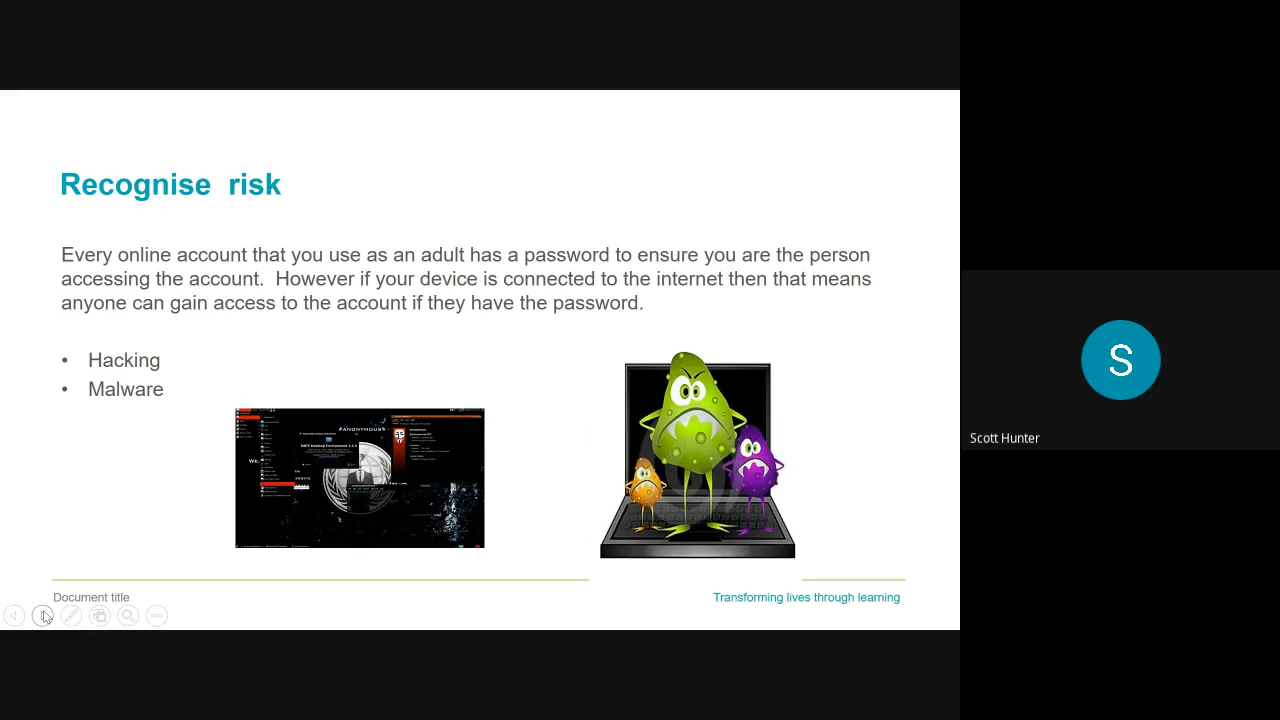 Recognise risk
Every online account that you use as an adult has a password to ensure you are the person
accessing the account. However if your device is connected to the internet then that means
anyone can gain access to the account if they have the password.
• Hacking
• Malware
#ANONYMOUS
Document title
Transforming lives through learning
S
Scott Hunter